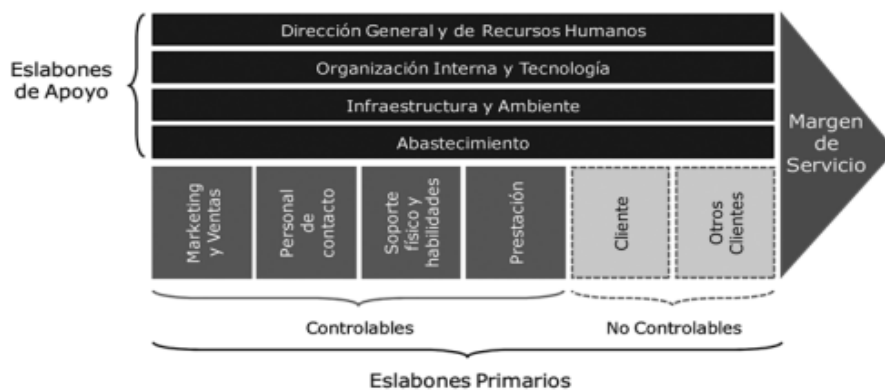 Dirección General y de Recursos Humanos
Eslabones
de Apoyo
Organización Interna y Tecnología
Infraestructura y Ambiente
Abastecimiento
Margen
de
Servicio
Marketing
y Ventas
Personal
de
contacto
Soporte
físico y
habilidades
Prestación
Cliente
Otros
Clientes
Controlables
No Controlables
Eslabones Primarios